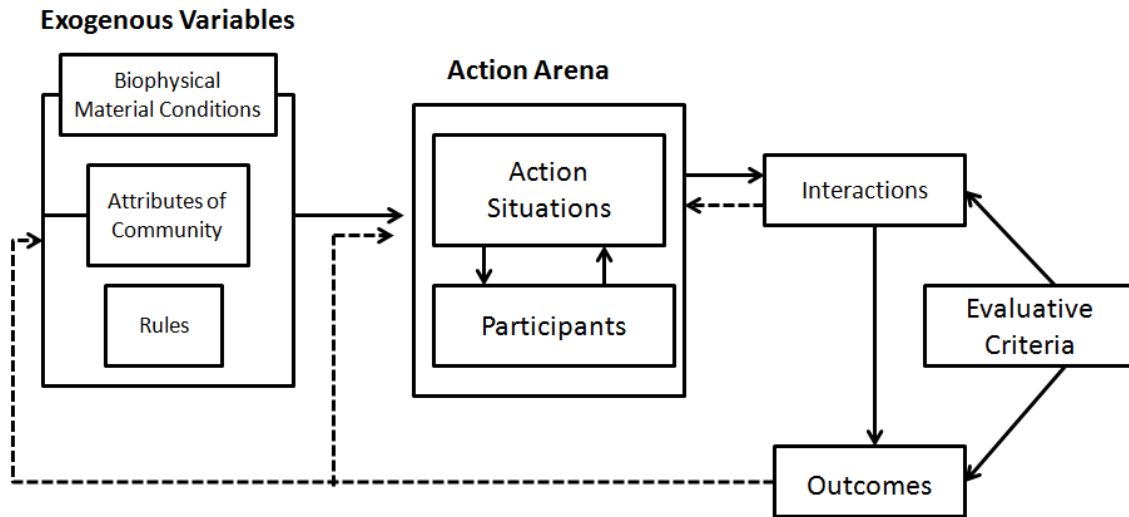 Exogenous Variables
Biophysical
Material Conditions
Attributes of
Community
Rules
Action Arena
Action
Situations
Participants
Interactions
Evaluative
Criteria
Outcomes